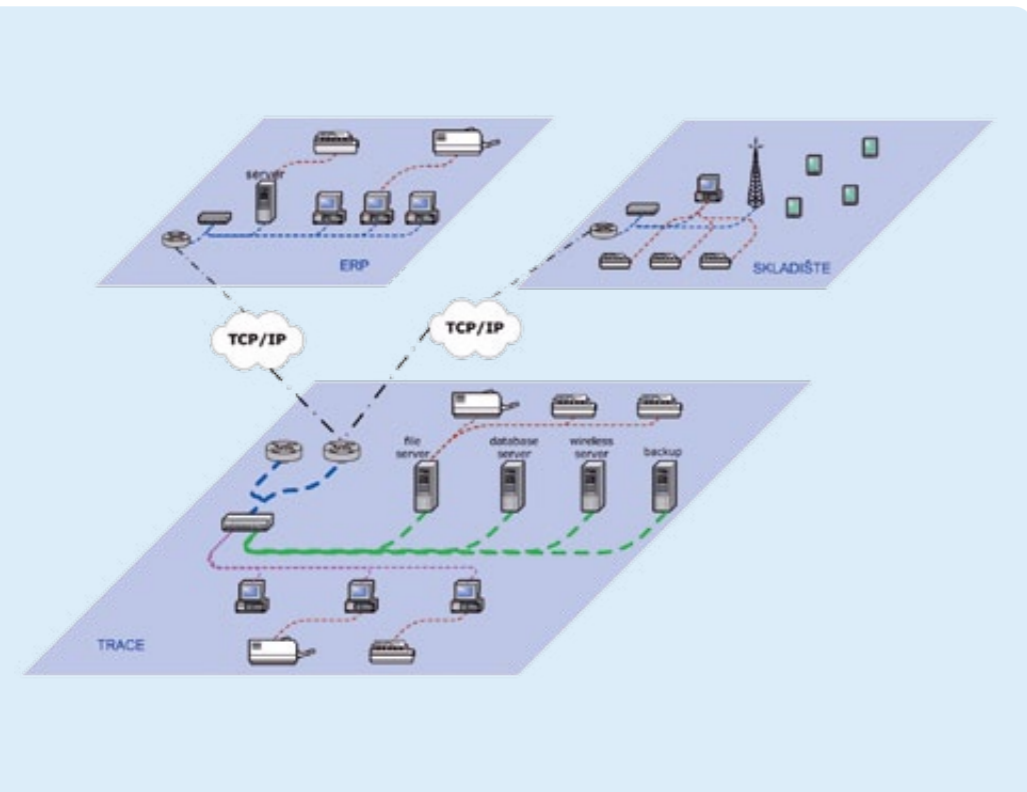 server
ERP
SKLADIŠTE
TCP/IP
TCP/IP
file
server
database
server
wireless
server
backup
TRACE